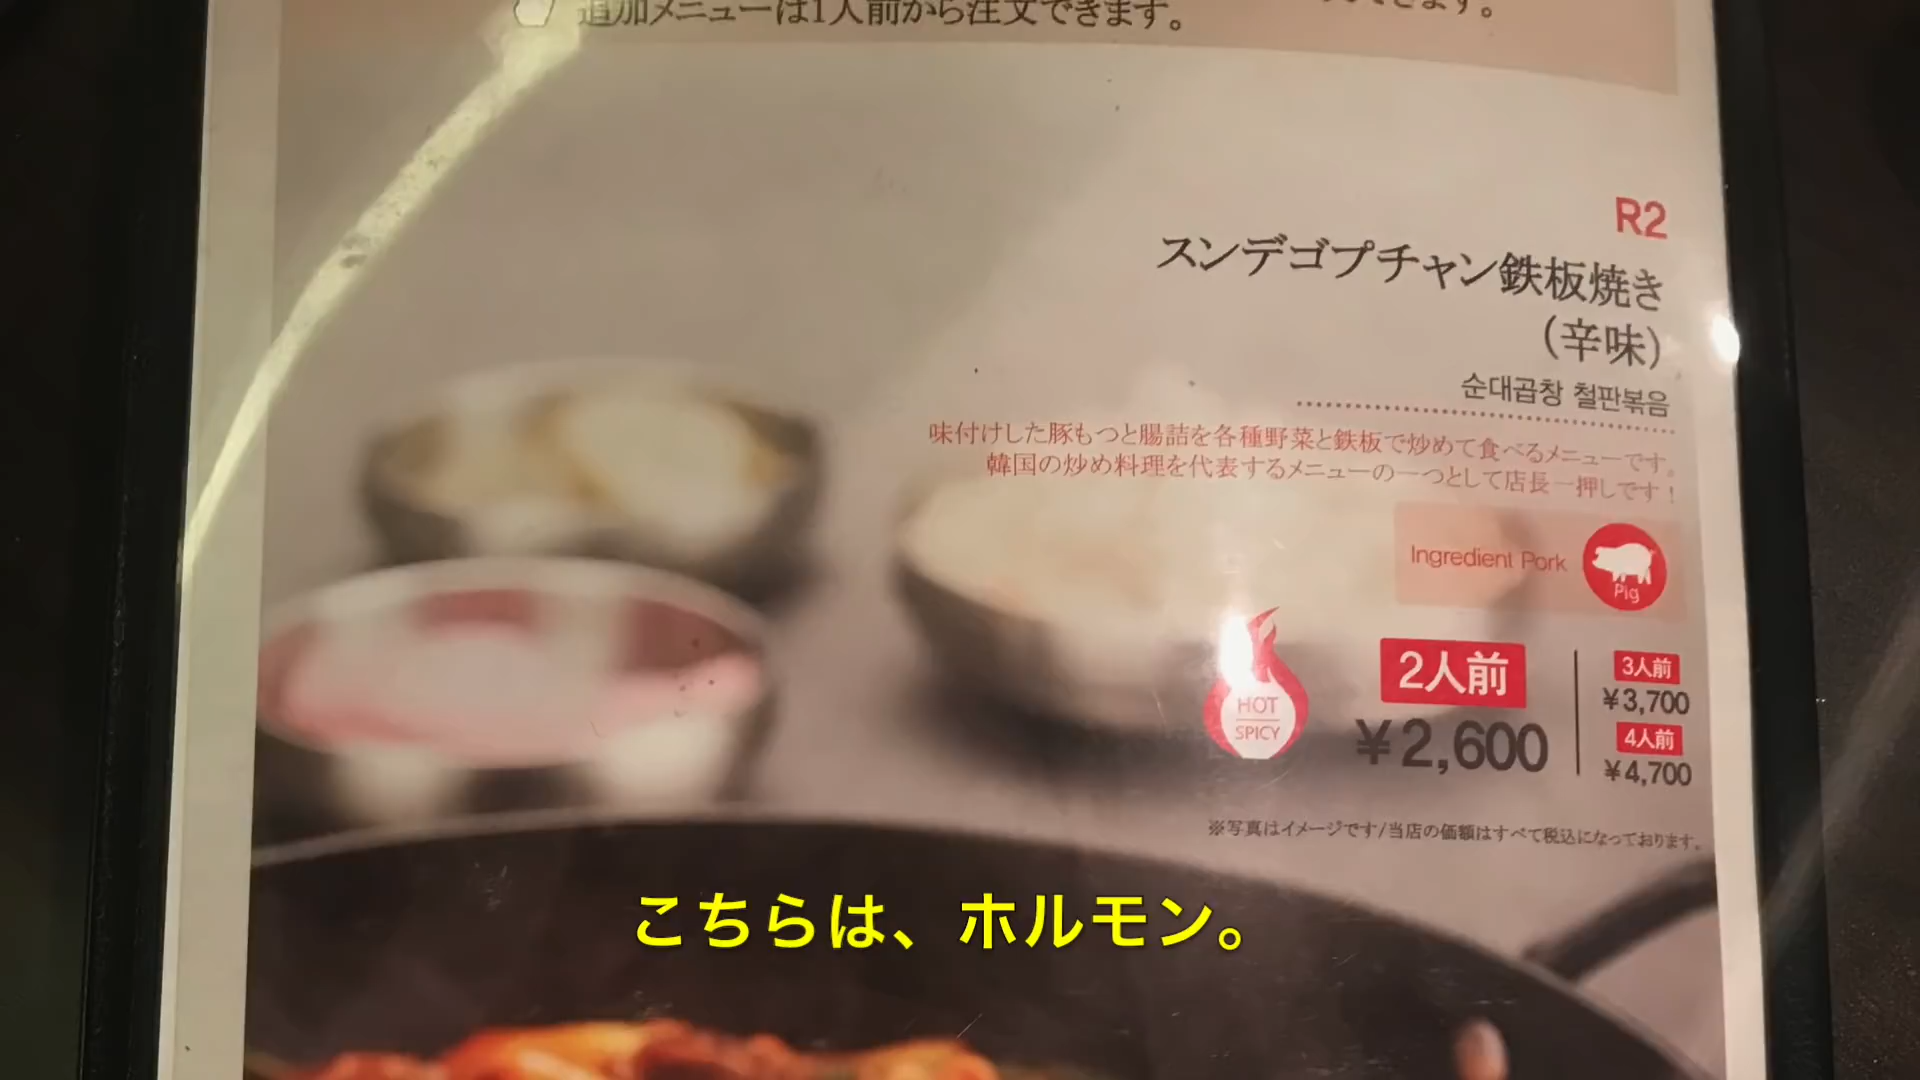 追加メニューは1人前から注文できます。
R2
スンデゴプチャン鉄板焼き
(辛味)
순대곱창 철판볶음
味付けした豚もつと腸詰を各種野菜と鉄板で炒めて食べるメニューです。
韓国の炒め料理を代表するメニューの一つとして店長一押しです!
Ingredient Pork
Pig
HOT
SPICY
2人前
¥2,600
3人前
¥3,700
4人前
¥4,700
※写真はイメージです/当店の価額はすべて税込になっております。
こちらは、ホルモン。